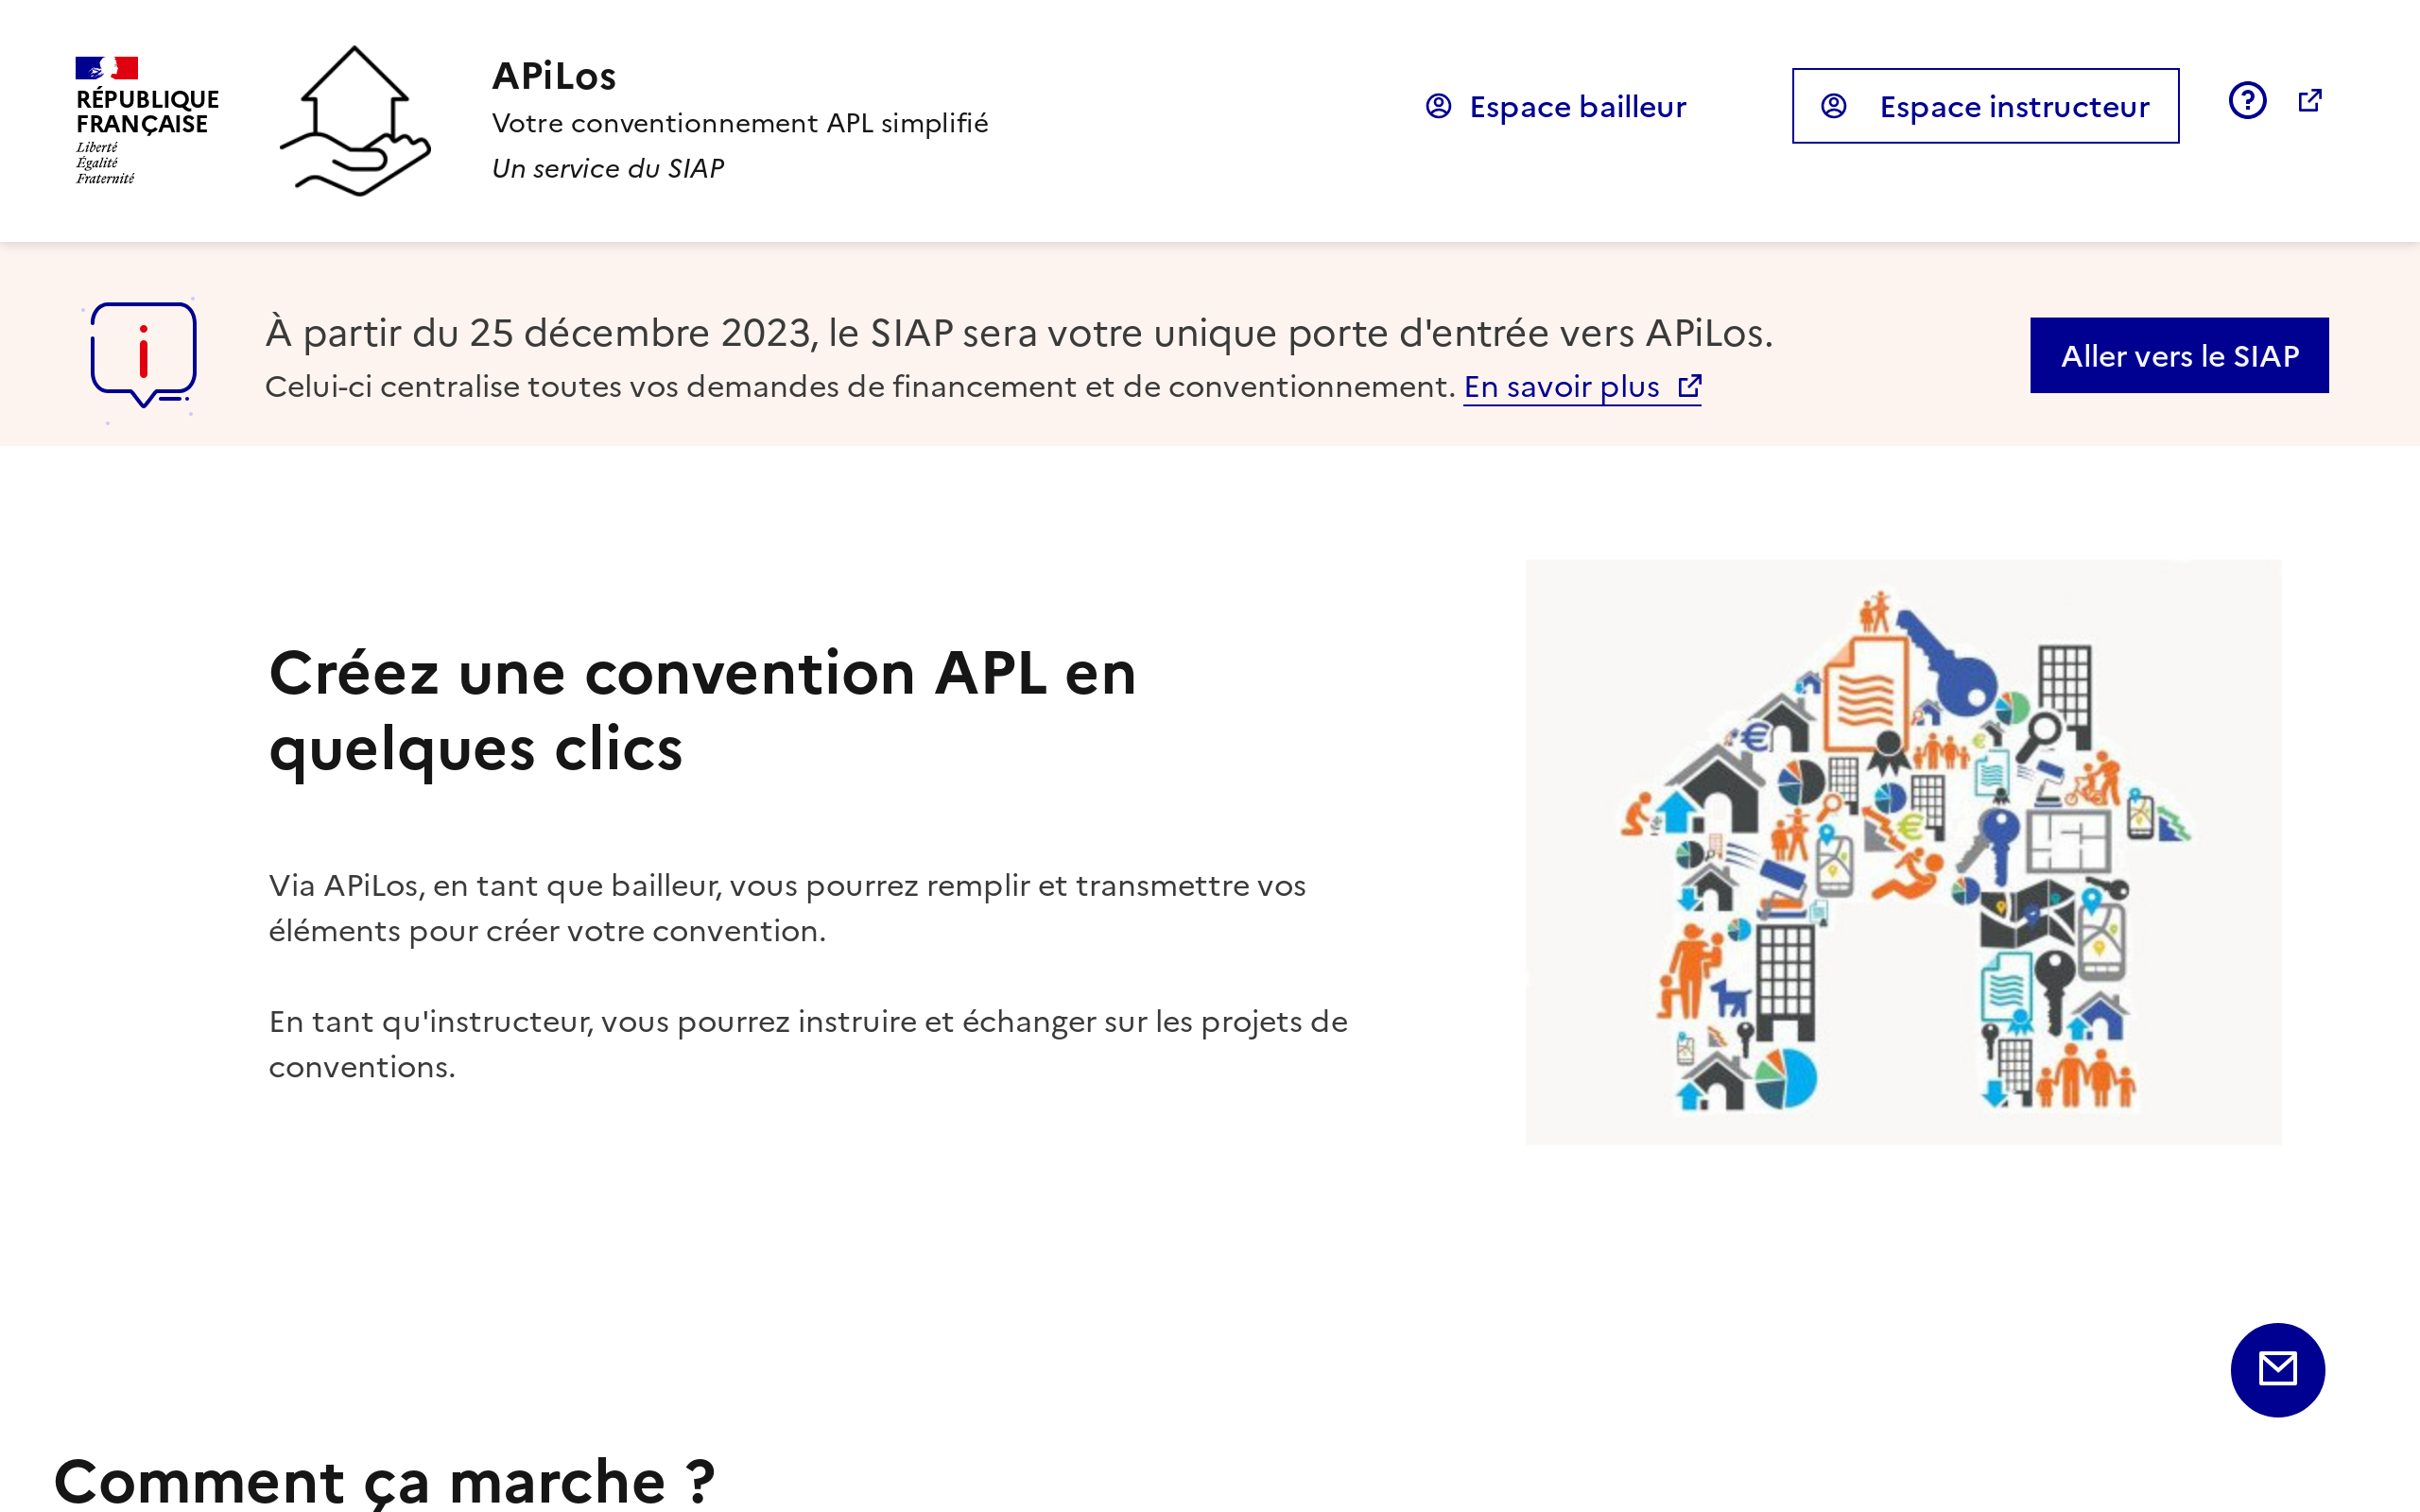 RÉPUBLIQUE
FRANÇAISE
Liberté
Égalité
Fraternité
APiLos
Votre conventionnement APL simplifié
Un service du SIAP
Espace bailleur
Espace instructeur
À partir du 25 décembre 2023, le SIAP sera votre unique porte d'entrée vers APiLos.
Celui-ci centralise toutes vos demandes de financement et de conventionnement. En savoir plus
Aller vers le SIAP
Créez une convention APL en
quelques clics
Via APiLos, en tant que bailleur, vous pourrez remplir et transmettre vos
éléments pour créer votre convention.
En tant qu'instructeur, vous pourrez instruire et échanger sur les projets de
conventions.
Comment ça marche ?